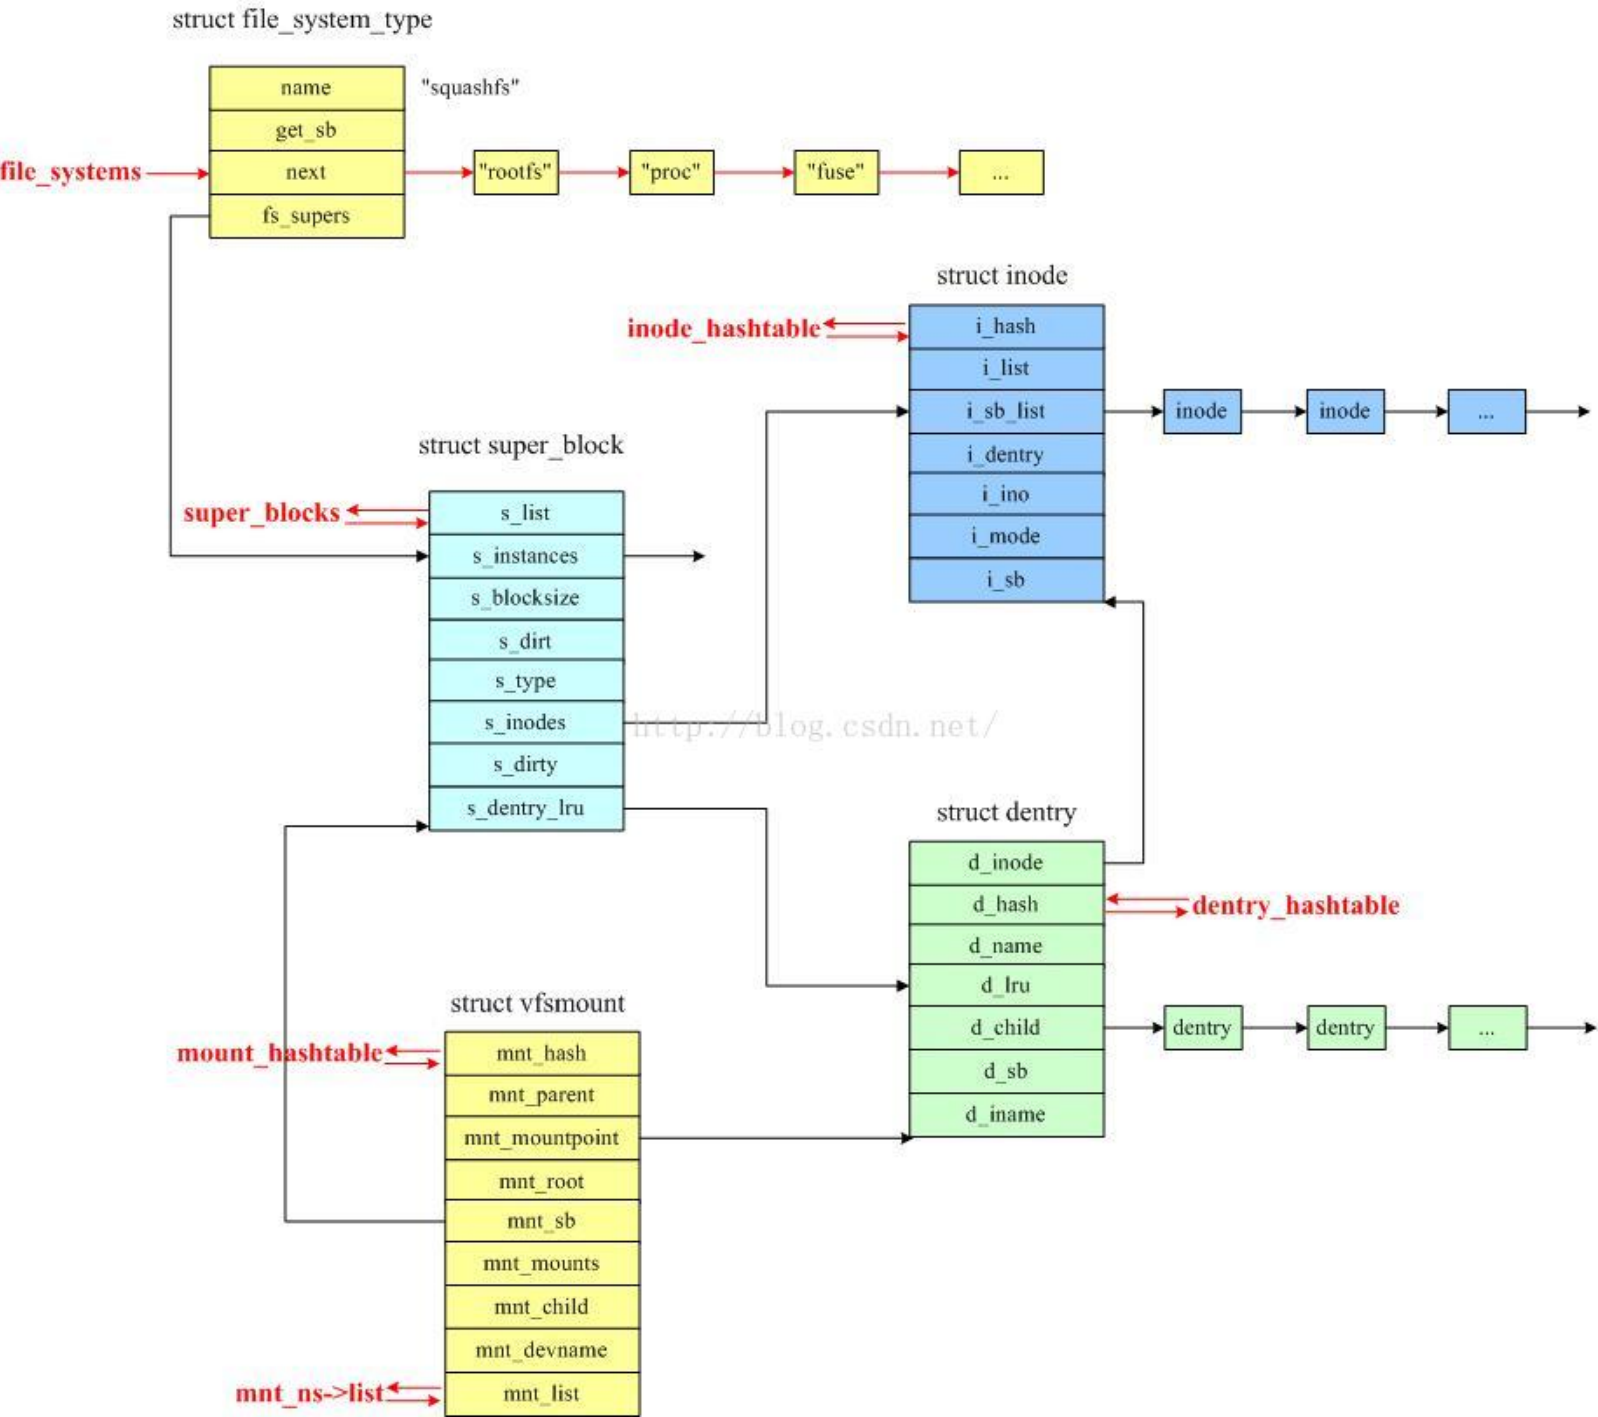 struct file_system_type
name
"squashfs"
get_sb
file_systems
next
"rootfs"
"proc"
"fuse"
...
fs_supers
struct inode
inode_hashtable
i_hash
i_list
i_sb_list
inode
inode
...
i_dentry
i_ino
i_mode
i_sb
struct super_block
super_blocks
s_list
s_instances
s_blocksize
s_dirt
s_type
s_inodes
http://blog.csdn.net/
s_dirty
s_dentry_lru
struct dentry
d_inode
d_hash
dentry_hashtable
d_name
d_lru
d_child
dentry
dentry
...
d_sb
d_iname
struct vfsmount
mount_hashtable
mnt_hash
mnt_parent
mnt_mountpoint
mnt_root
mnt_sb
mnt_mounts
mnt_child
mnt_devname
mnt_ns->list
mnt_list